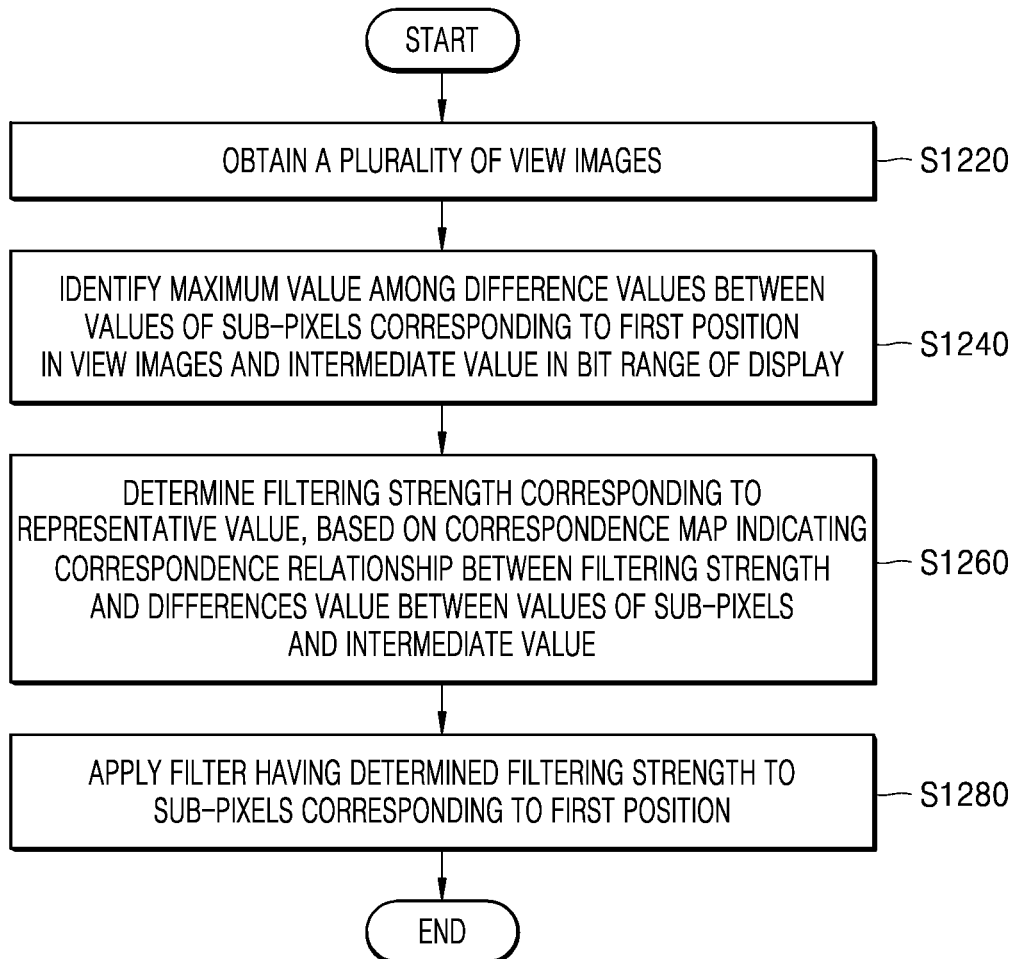 START
OBTAIN A PLURALITY OF VIEW IMAGES
S1220
IDENTIFY MAXIMUM VALUE AMONG DIFFERENCE VALUES BETWEEN
VALUES OF SUB-PIXELS CORRESPONDING TO FIRST POSITION
IN VIEW IMAGES AND INTERMEDIATE VALUE IN BIT RANGE OF DISPLAY
S1240
DETERMINE FILTERING STRENGTH CORRESPONDING TO
REPRESENTATIVE VALUE, BASED ON CORRESPONDENCE MAP INDICATING
CORRESPONDENCE RELATIONSHIP BETWEEN FILTERING STRENGTH
AND DIFFERENCES VALUE BETWEEN VALUES OF SUB-PIXELS
AND INTERMEDIATE VALUE
S1260
APPLY FILTER HAVING DETERMINED FILTERING STRENGTH TO
SUB-PIXELS CORRESPONDING TO FIRST POSITION
S1280
END